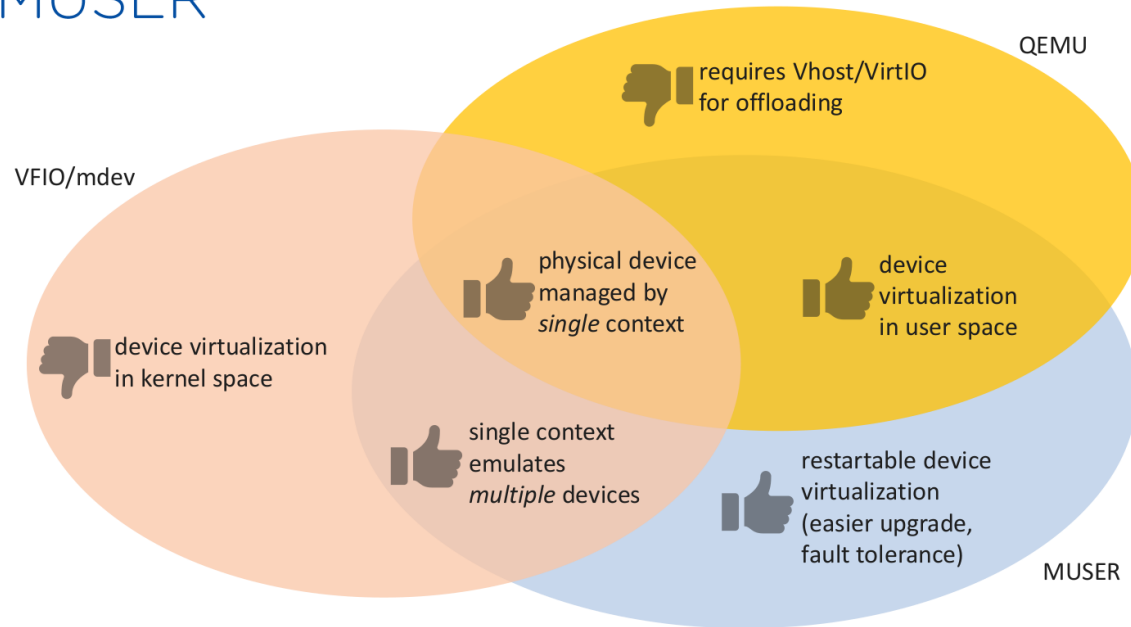 MUSER
QEMU
requires Vhost/VirtIO
for offloading
VFIO/mdev
physical device
managed by
single context
device
virtualization
in user space
device virtualization
in kernel space
single context
emulates
multiple devices
restartable device
virtualization
(easier upgrade,
fault tolerance)
MUSER